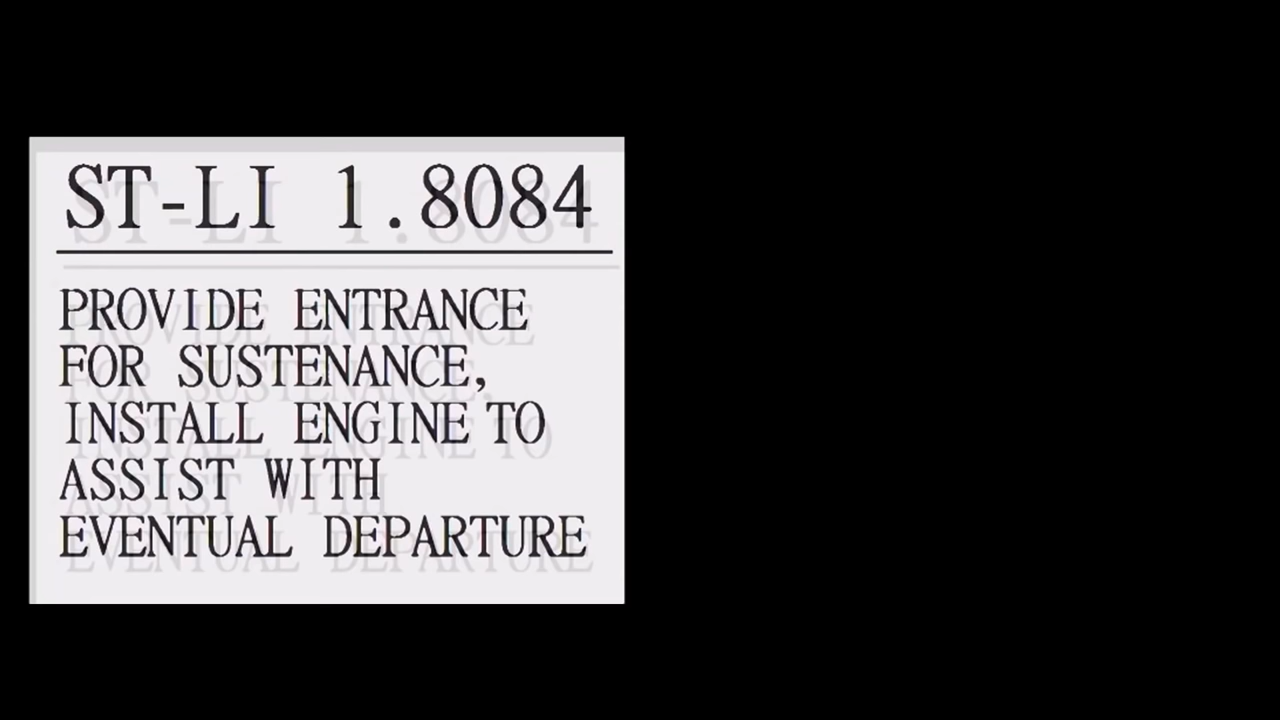 ST-LI 1.8084
PROVIDE ENTRANCE
FOR SUSTENANCE,
INSTALL ENGINE TO
ASSIST WITH
EVENTUAL DEPARTURE